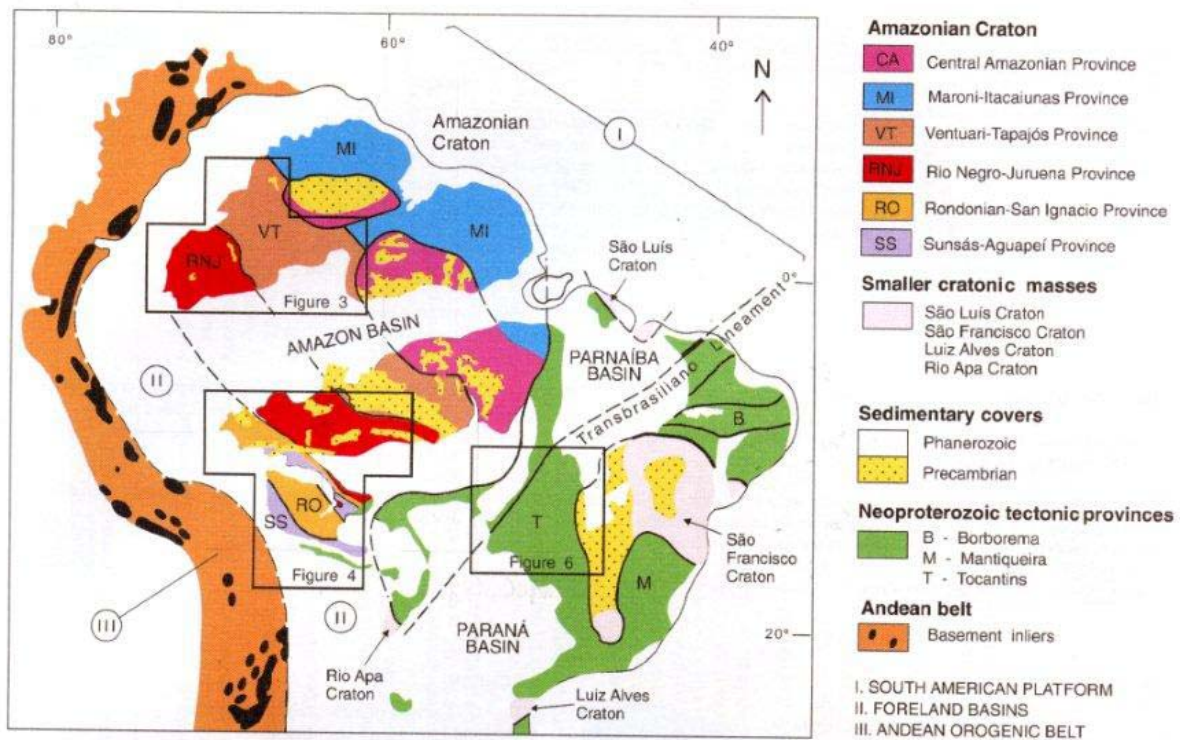 80°
60°
40°
N
I
Amazonian
Craton
MI
VT
MI
RNJ
Figure 3
São Luís
Craton
0°
AMAZON BASIN
PARNAÍBA
BASIN
Transbrasiliano Lineament
II
B
RO
SS
T
Figure 4
Figure 6
São
Francisco
Craton
M
III
II
PARANÁ
BASIN
20°
Rio Apa
Craton
Luiz Alves
Craton
Amazonian Craton
CA Central Amazonian Province
MI Maroni-Itacaiunas Province
VT Ventuari-Tapajós Province
RNJ Rio Negro-Juruena Province
RO Rondonian-San Ignacio Province
SS Sunsás-Aguapeí Province
Smaller cratonic masses
São Luís Craton
São Francisco Craton
Luiz Alves Craton
Rio Apa Craton
Sedimentary covers
Phanerozoic
Precambrian
Neoproterozoic tectonic provinces
B - Borborema
M - Mantiqueira
T - Tocantins
Andean belt
Basement inliers
I. SOUTH AMERICAN PLATFORM
II. FORELAND BASINS
III. ANDEAN OROGENIC BELT